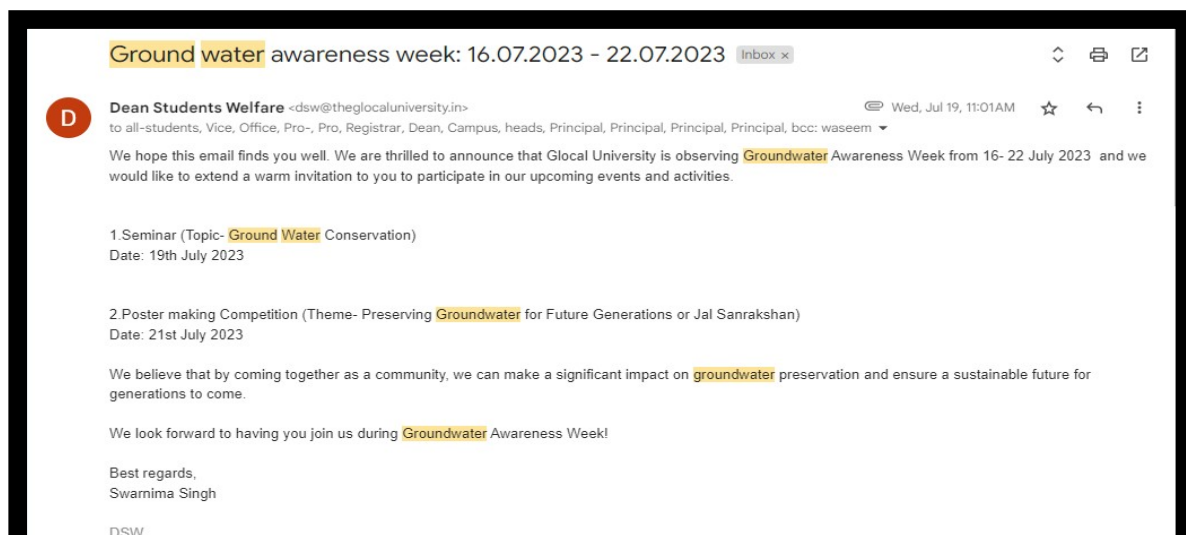 Ground water awareness week: 16.07.2023 - 22.07.2023 Inbox ×
D
Dean Students Welfare <dsw@theglocaluniversity.in>
Wed, Jul 19, 11:01 AM
to all-students, Vice, Office, Pro-, Pro, Registrar, Dean, Campus, heads, Principal, Principal, Principal, Principal, bcc: waseem
We hope this email finds you well. We are thrilled to announce that Glocal University is observing Groundwater Awareness Week from 16- 22 July 2023 and we
would like to extend a warm invitation to you to participate in our upcoming events and activities.
1.Seminar (Topic- Ground Water Conservation)
Date: 19th July 2023
2.Poster making Competition (Theme- Preserving Groundwater for Future Generations or Jal Sanrakshan)
Date: 21st July 2023
We believe that by coming together as a community, we can make a significant impact on groundwater preservation and ensure a sustainable future for
generations to come.
We look forward to having you join us during Groundwater Awareness Week!
Best regards,
Swarnima Singh
DSW